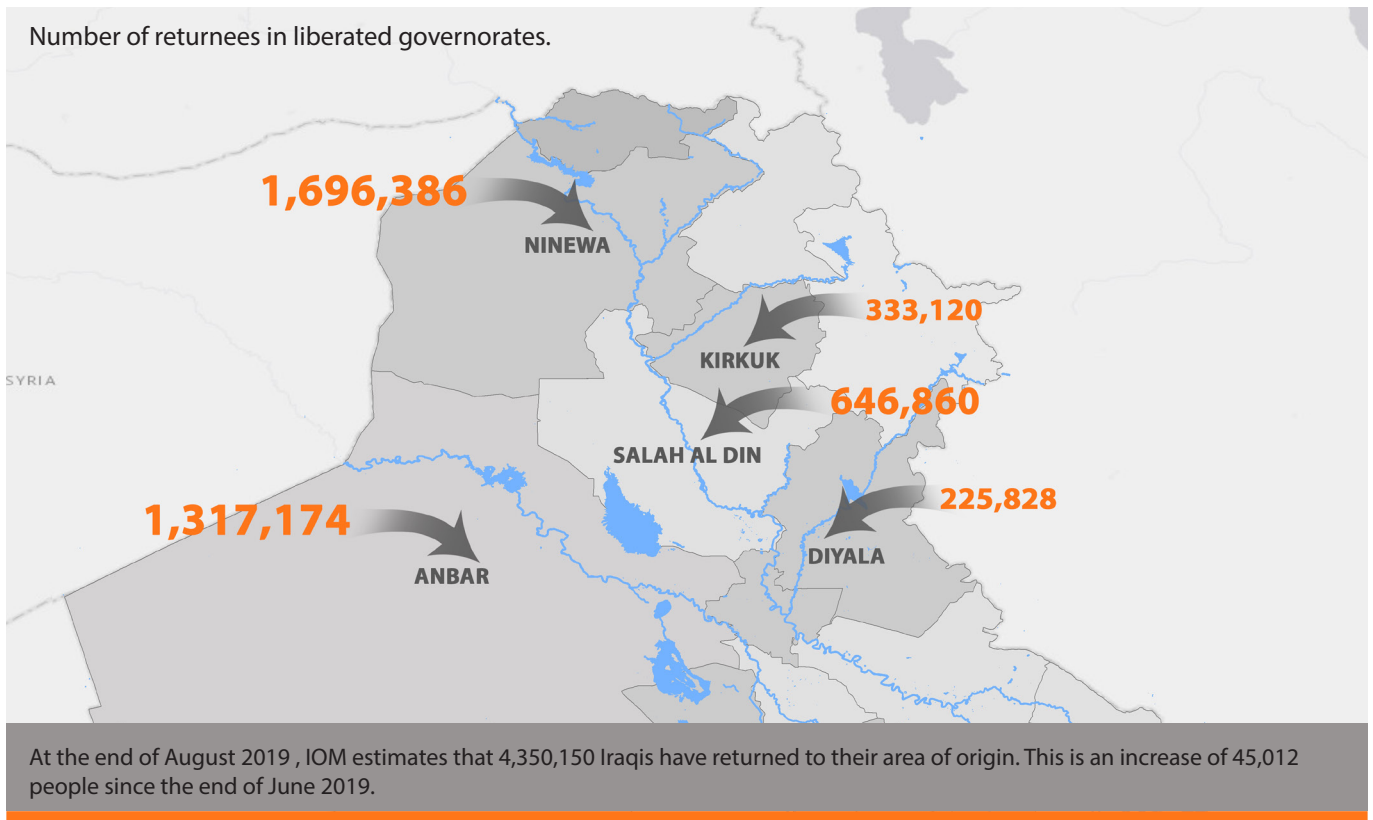 Number of returnees in liberated governorates.
1,696,386
NINEWA
333,120
KIRKUK
SYRIA
646,860
SALAH AL DIN
225,828
1,317,174
DIYALA
ANBAR
At the end of August 2019 , IOM estimates that 4,350,150 Iraqis have returned to their area of origin. This is an increase of 45,012
people since the end of June 2019.